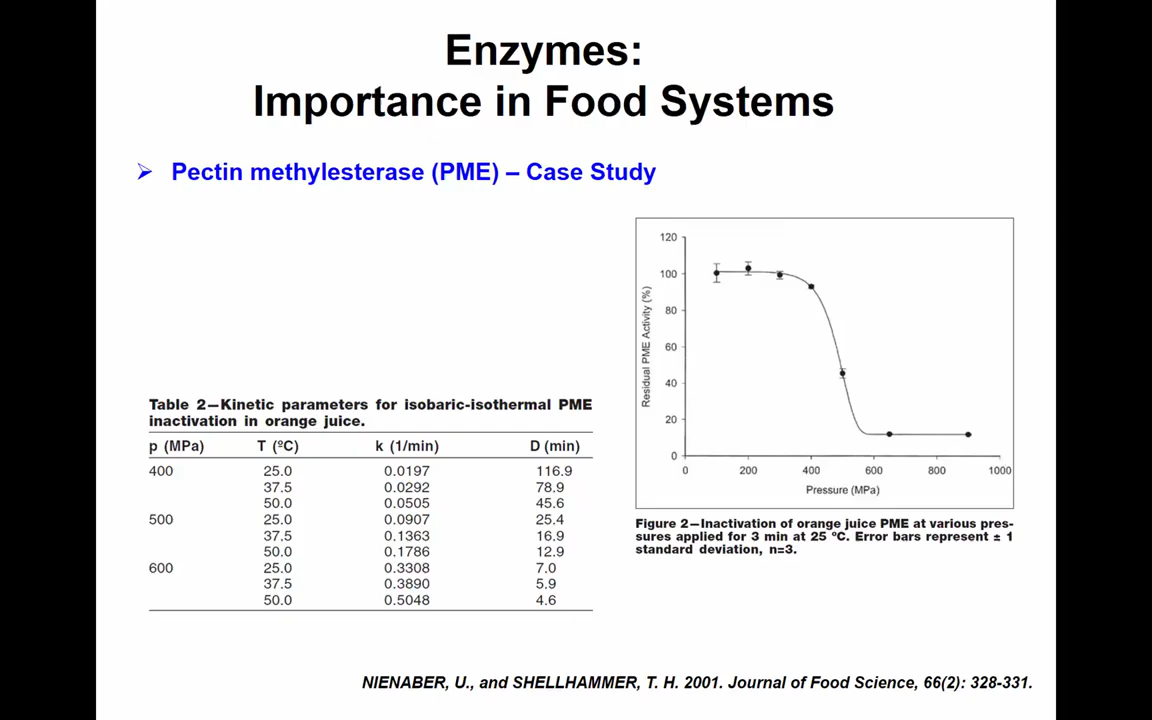 Enzymes:
Importance in Food Systems
➢ Pectin methylesterase (PME) – Case Study
Table 2—Kinetic parameters for isobaric-isothermal PME
inactivation in orange juice.
p (MPa) T (ºC) k (1/min) D (min)
400 25.0 0.0197 116.9
37.5 0.0292 78.9
50.0 0.0505 45.6
500 25.0 0.0907 25.4
37.5 0.1363 16.9
50.0 0.1786 12.9
600 25.0 0.3308 7.0
37.5 0.3890 5.9
50.0 0.5048 4.6
Residual PME Activity (%)
120
100
80
60
40
20
0
0 200 400 600 800 1000
Pressure (MPa)
Figure 2—Inactivation of orange juice PME at various pres-
sures applied for 3 min at 25 ºC. Error bars represent ± 1
standard deviation, n=3.
NIENABER, U., and SHELLHAMMER, T. H. 2001. Journal of Food Science, 66(2): 328-331.